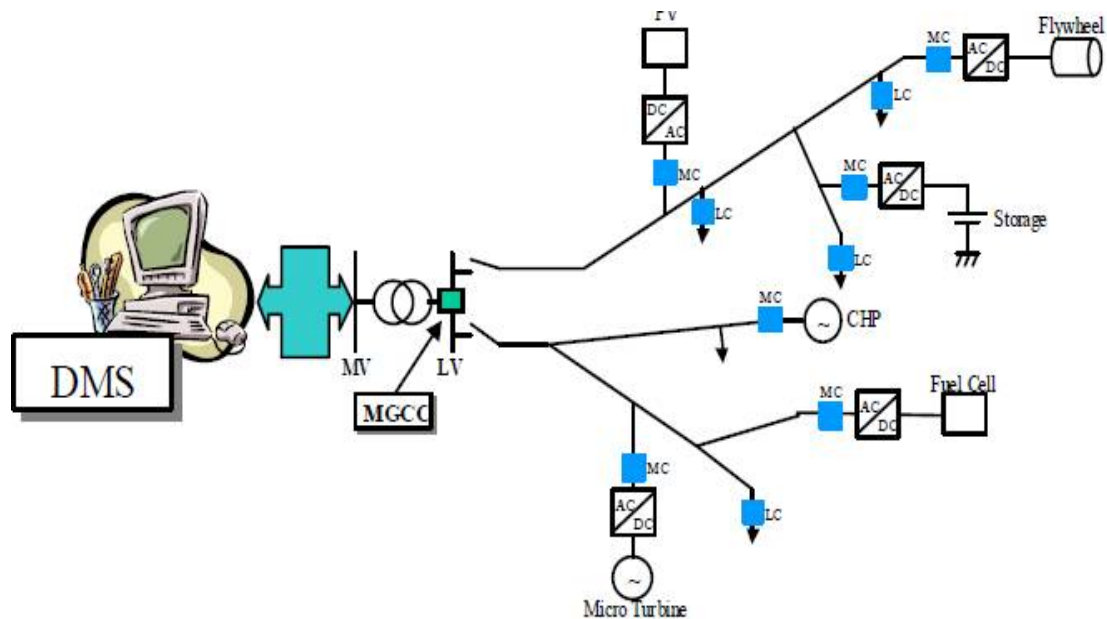 PV
MC
AC
DC
Flywheel
LC
DC
AC
MC
LC
MC
AC
DC
Storage
LC
DMS
MV
LV
MGCC
MC
~
CHP
MC
AC
DC
Fuel Cell
MC
AC
DC
LC
~
Micro Turbine